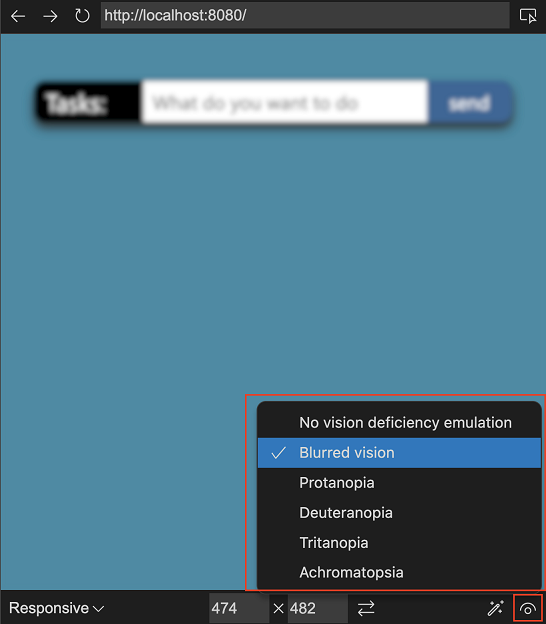 http://localhost:8080/
Tasks: What do you want to do send
No vision deficiency emulation
Blurred vision
Protanopia
Deuteranopia
Tritanopia
Achromatopsia
Responsive 474 × 482